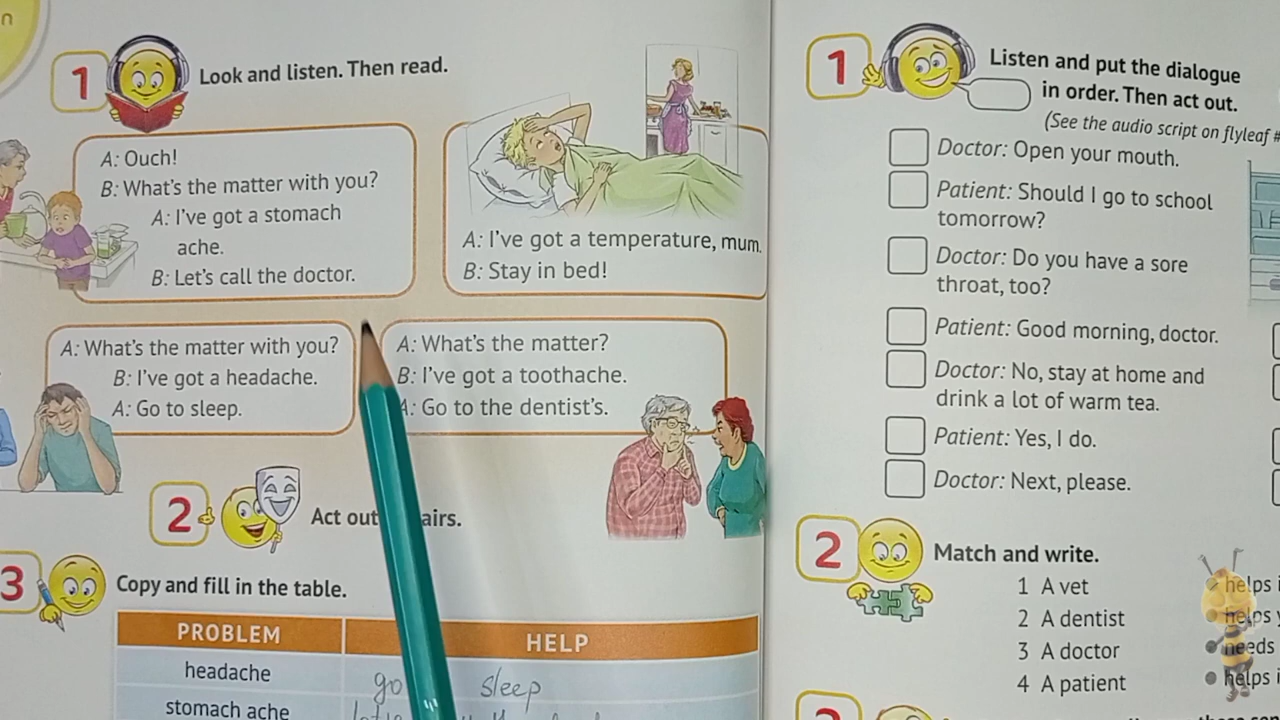 n
1 Look and listen. Then read.
A: Ouch!
B: What's the matter with you?
A: I've got a stomach
ache.
B: Let's call the doctor.
A: I've got a temperature, mum.
B: Stay in bed!
A: What's the matter with you?
B: I've got a headache.
A: Go to sleep.
A: What's the matter?
B: I've got a toothache.
A: Go to the dentist's.
2 Act out airs.
3 Copy and fill in the table.
PROBLEM HELP
headache go sleep
stomach ache
1 Listen and put the dialogue
in order. Then act out.
(See the audio script on flyleaf #
Doctor: Open your mouth.
Patient: Should I go to school
tomorrow?
Doctor: Do you have a sore
throat, too?
Patient: Good morning, doctor.
Doctor: No, stay at home and
drink a lot of warm tea.
Patient: Yes, I do.
Doctor: Next, please.
2 Match and write.
1 A vet helps i
2 A dentist helps y
3 A doctor needs
4 A patient helps i